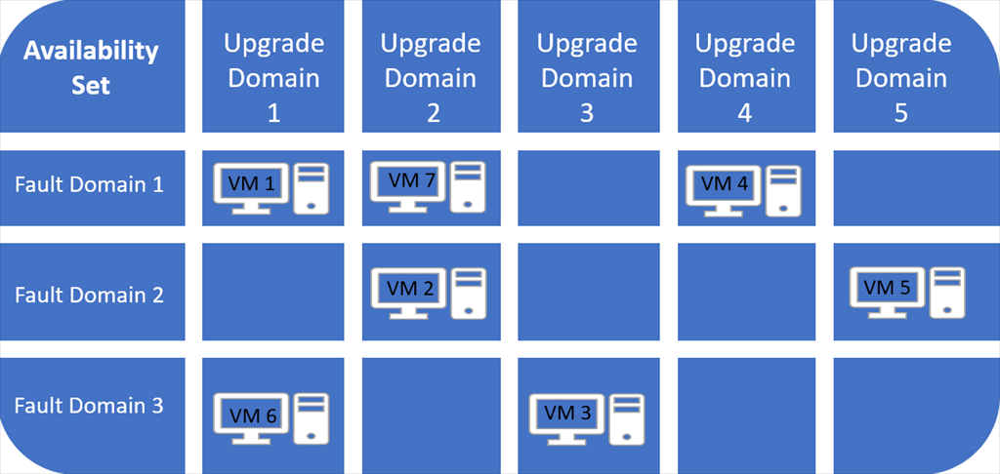 Availability
Set
Upgrade
Domain
1
Upgrade
Domain
2
Upgrade
Domain
3
Upgrade
Domain
4
Upgrade
Domain
5
Fault Domain 1
VM 1
VM 7
VM 4
Fault Domain 2
VM 2
VM 5
Fault Domain 3
VM 6
VM 3